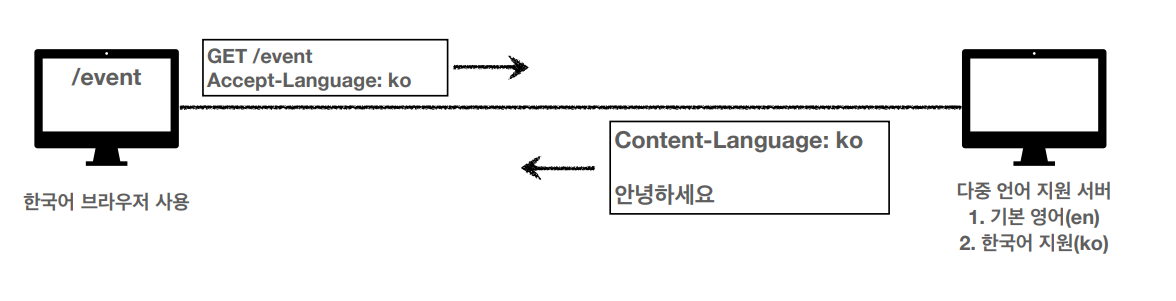 /event
GET /event
Accept-Language: ko
Content-Language: ko
안녕하세요
한국어 브라우저 사용
다중 언어 지원 서버
1. 기본 영어(en)
2. 한국어 지원(ko)